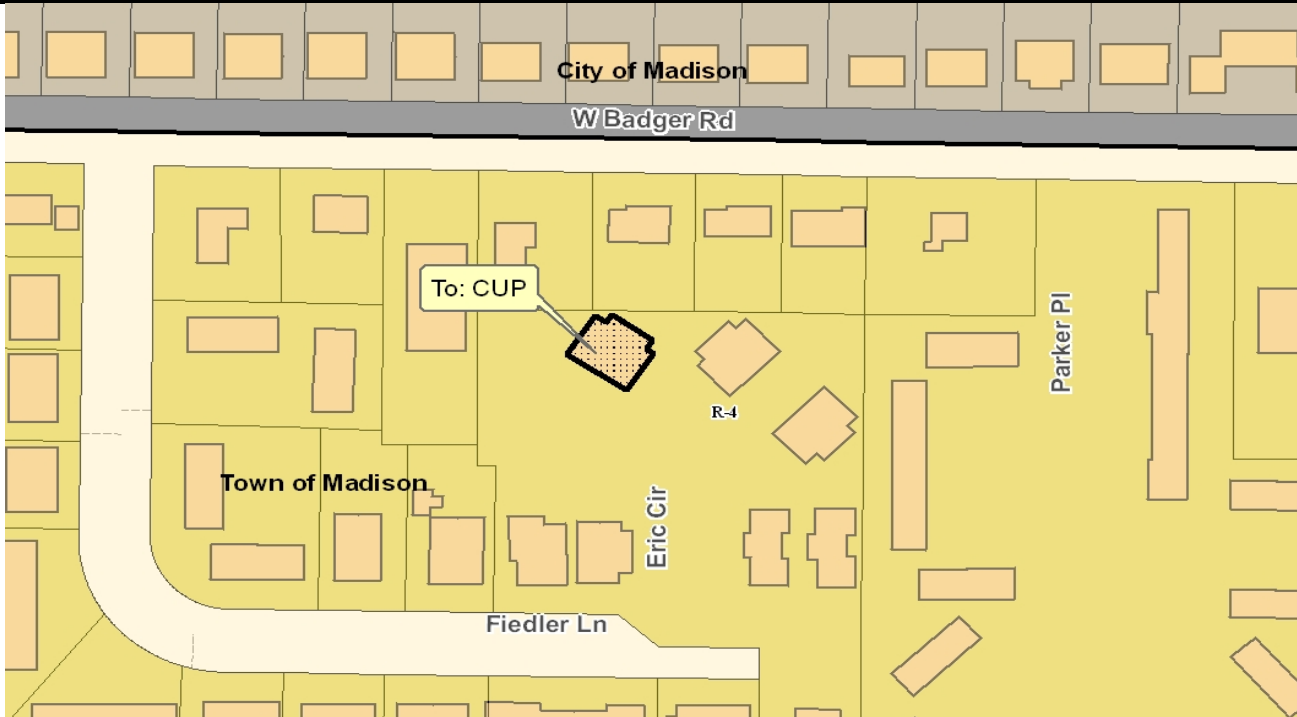 City of Madison
W Badger Rd
To: CUP
Parker Pl
R-4
Town of Madison
Eric Cir
Fiedler Ln